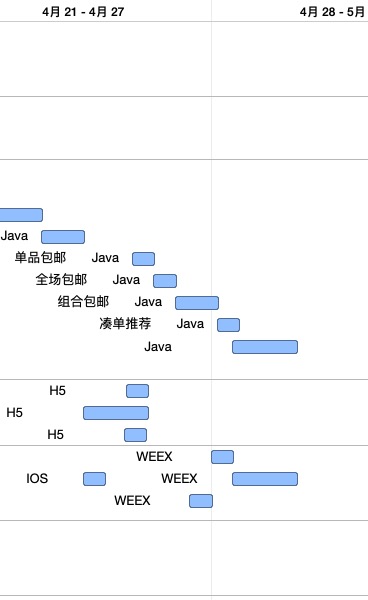 4月 21 - 4月 27 4月 28 - 5月
Java
单品包邮 Java
全场包邮 Java
组合包邮 Java
凑单推荐 Java
Java
H5
H5
H5
WEEX
IOS WEEX
WEEX